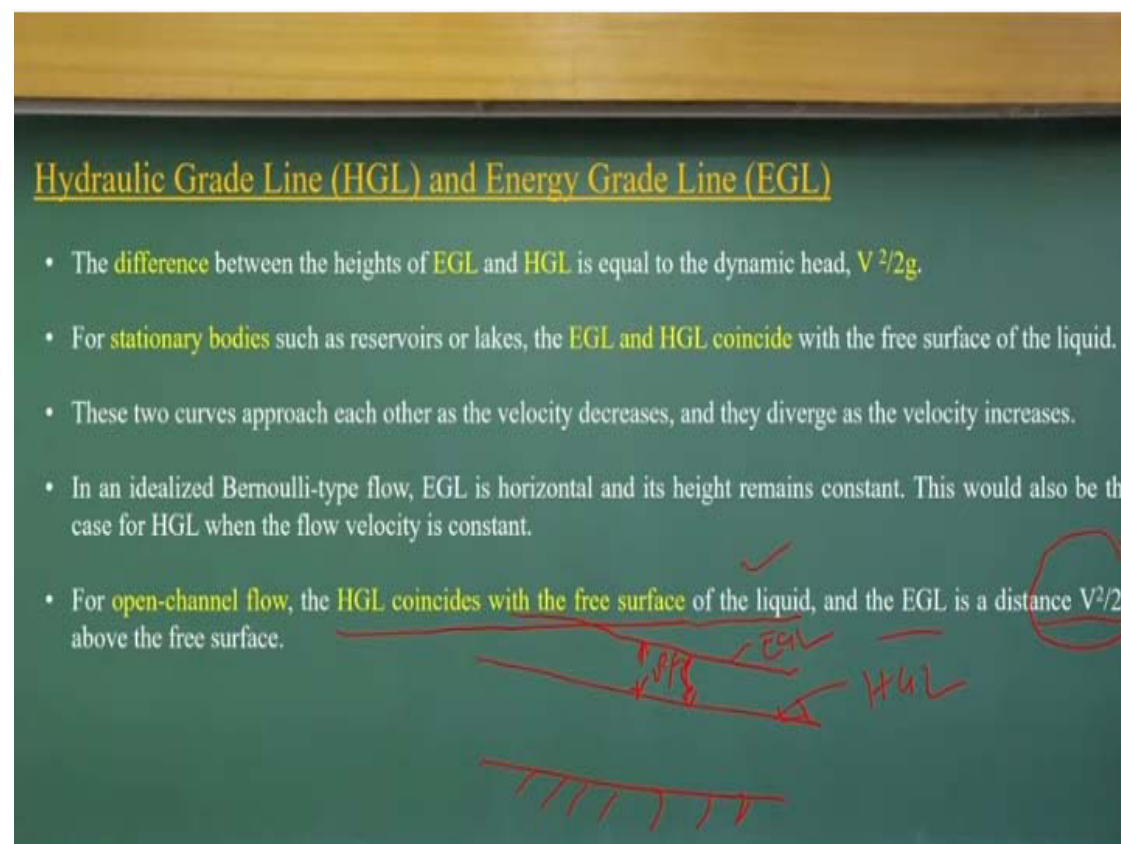 Hydraulic Grade Line (HGL) and Energy Grade Line (EGL)
• The difference between the heights of EGL and HGL is equal to the dynamic head, V ²/2g.
• For stationary bodies such as reservoirs or lakes, the EGL and HGL coincide with the free surface of the liquid.
• These two curves approach each other as the velocity decreases, and they diverge as the velocity increases.
• In an idealized Bernoulli-type flow, EGL is horizontal and its height remains constant. This would also be th
case for HGL when the flow velocity is constant.
• For open-channel flow, the HGL coincides with the free surface of the liquid, and the EGL is a distance V²/2
above the free surface.
EGL
HGL